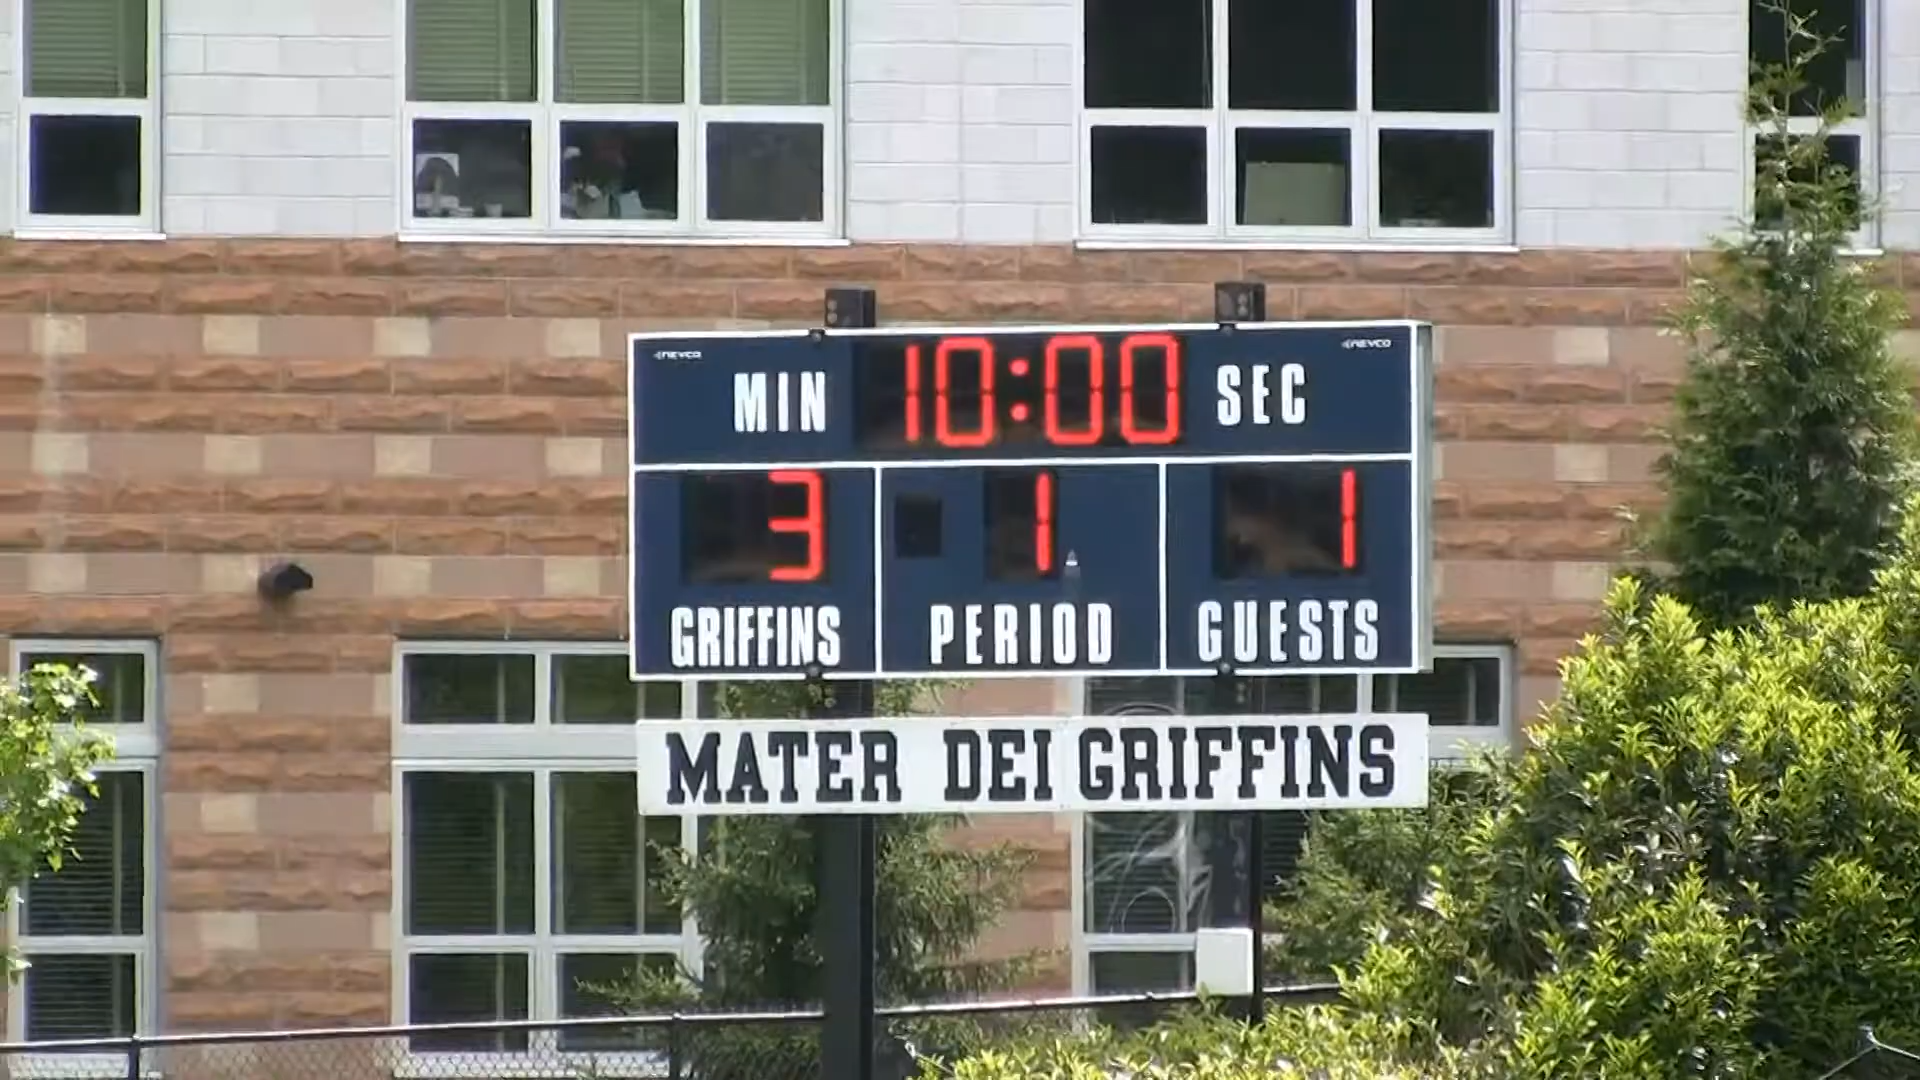 NEVCO NEVCO
MIN 10:00 SEC
3 1 1
GRIFFINS PERIOD GUESTS
MATER DEI GRIFFINS